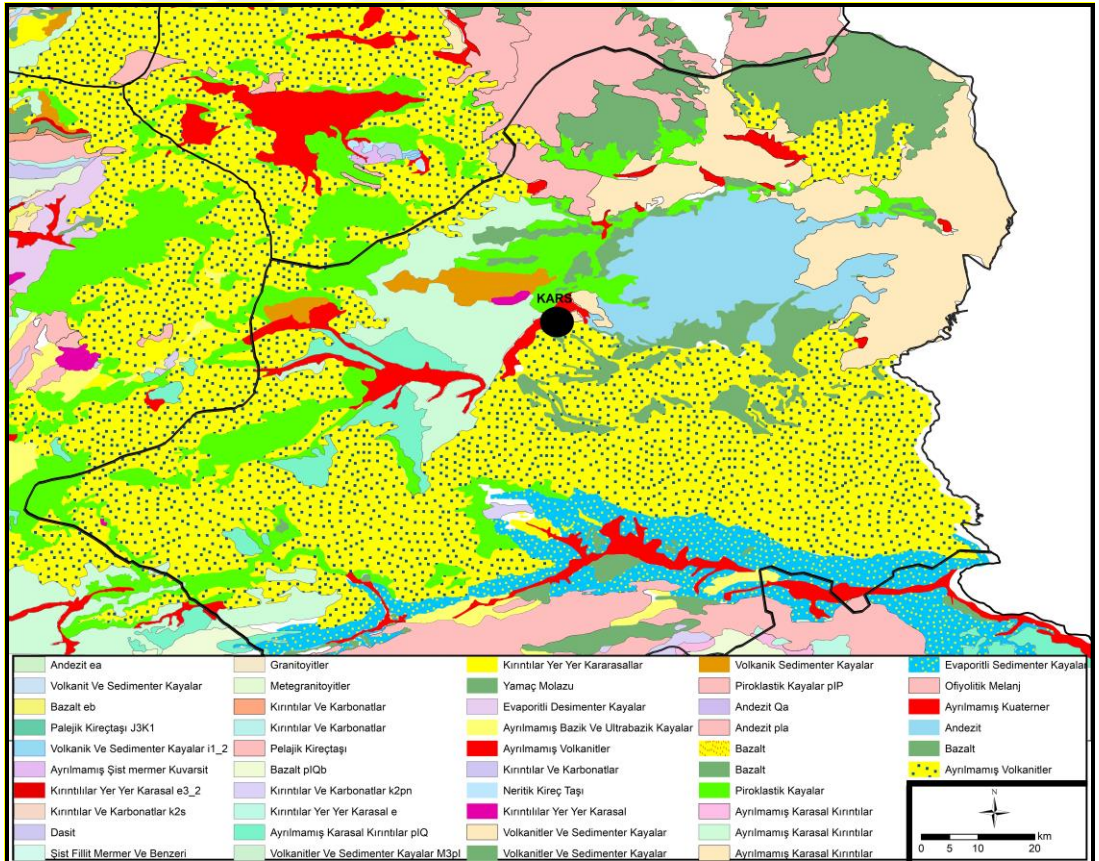 KARS
Andezit ea
Volkanit Ve Sedimenter Kayalar
Bazalt eb
Palejik Kireçtaşı J3K1
Volkanik Ve Sedimenter Kayalar i1_2
Ayrılmamış Şist mermer Kuvarsit
Kırıntılılar Yer Yer Karasal e3_2
Kırıntılar Ve Karbonatlar k2s
Dasit
Şist Fillit Mermer Ve Benzeri
Granitoyitler
Metegranitoyitler
Kırıntılar Ve Karbonatlar
Kırıntılar Ve Karbonatlar
Pelajik Kireçtaşı
Bazalt plQb
Kırıntılar Ve Karbonatlar k2pn
Kırıntılar Yer Yer Karasal e
Ayrılmamış Karasal Kırıntılar plQ
Volkanitler Ve Sedimenter Kayalar M3pl
Kırıntılar Yer Yer Kararasallar
Yamaç Molazu
Evaporitli Desimenter Kayalar
Ayrılmamış Bazik Ve Ultrabazik Kayalar
Ayrılmamış Volkanitler
Kırıntılar Ve Karbonatlar
Neritik Kireç Taşı
Kırıntılar Yer Yer Karasal
Volkanitler Ve Sedimenter Kayalar
Volkanitler Ve Sedimenter Kayalar
Volkanik Sedimenter Kayalar
Piroklastik Kayalar plP
Andezit Qa
Andezit pla
Bazalt
Bazalt
Piroklastik Kayalar
Ayrılmamış Karasal Kırıntılar
Ayrılmamış Karasal Kırıntılar
Ayrılmamış Karasal Kırıntılar
Evaporitli Sedimenter Kayalar
Ofiyolitik Melanj
Ayrılmamış Kuaterner
Andezit
Bazalt
Ayrılmamış Volkanitler
N
0 5 10 20 km